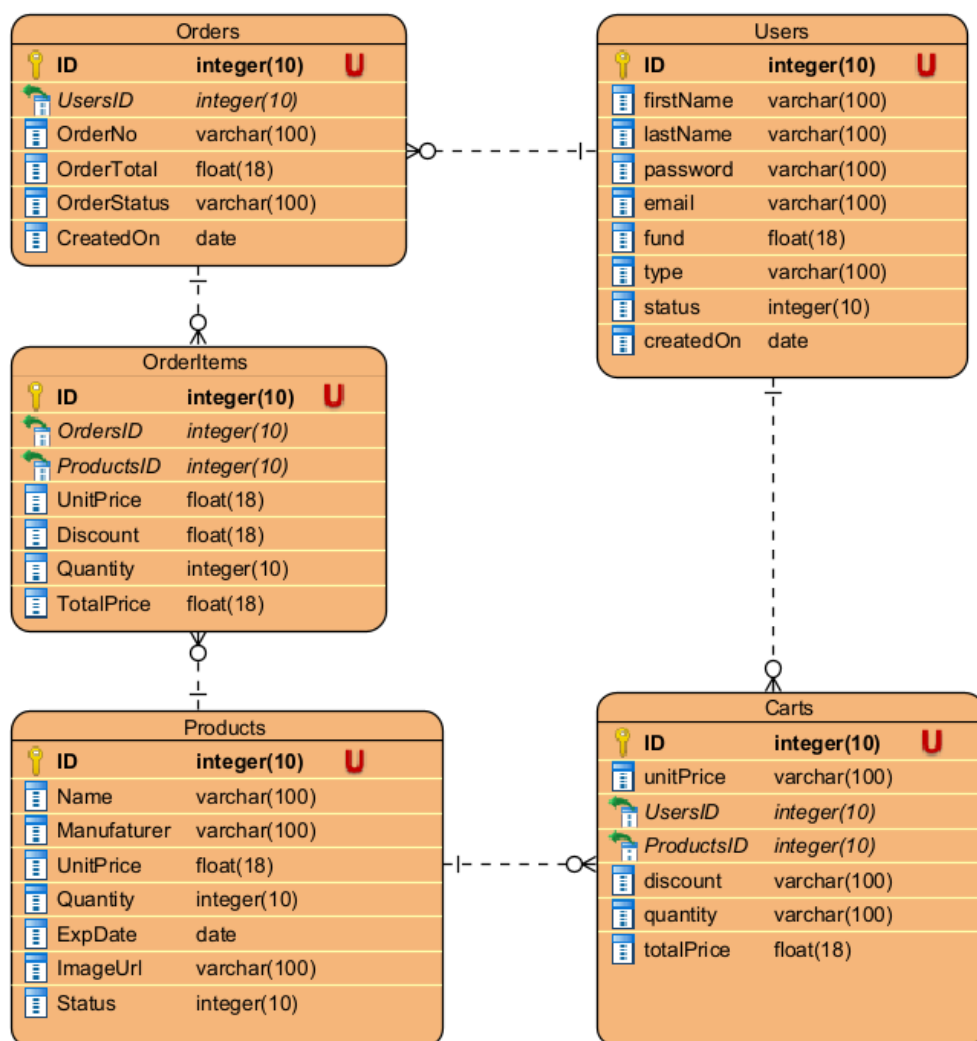 Orders
ID integer(10) U
UsersID integer(10)
OrderNo varchar(100)
OrderTotal float(18)
OrderStatus varchar(100)
CreatedOn date
Users
ID integer(10) U
firstName varchar(100)
lastName varchar(100)
password varchar(100)
email varchar(100)
fund float(18)
type varchar(100)
status integer(10)
createdOn date
OrderItems
ID integer(10) U
OrdersID integer(10)
ProductsID integer(10)
UnitPrice float(18)
Discount float(18)
Quantity integer(10)
TotalPrice float(18)
Products
ID integer(10) U
Name varchar(100)
Manufaturer varchar(100)
UnitPrice float(18)
Quantity integer(10)
ExpDate date
ImageUrl varchar(100)
Status integer(10)
Carts
ID integer(10) U
unitPrice varchar(100)
UsersID integer(10)
ProductsID integer(10)
discount varchar(100)
quantity varchar(100)
totalPrice float(18)